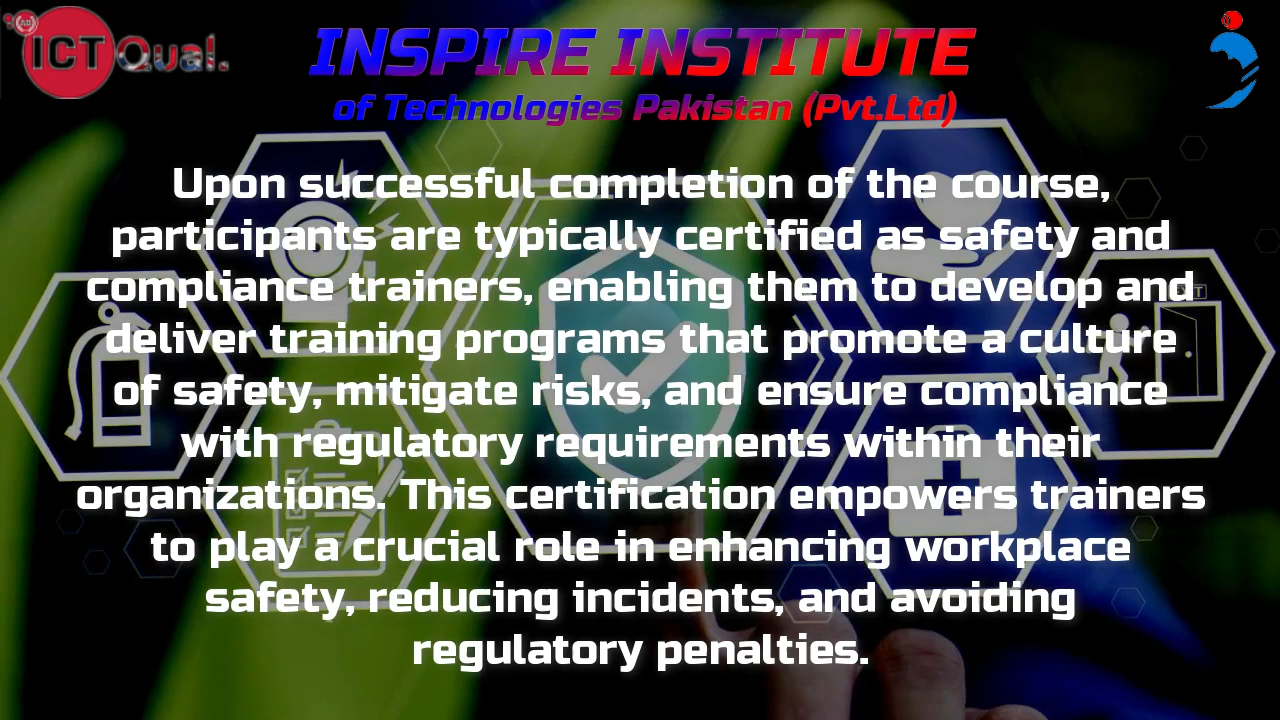 ICTQual.
AB
INSPIRE INSTITUTE
of Technologies Pakistan (Pvt.Ltd)
Upon successful completion of the course,
participants are typically certified as safety and
compliance trainers, enabling them to develop and
deliver training programs that promote a culture
of safety, mitigate risks, and ensure compliance
with regulatory requirements within their
organizations. This certification empowers trainers
to play a crucial role in enhancing workplace
safety, reducing incidents, and avoiding
regulatory penalties.